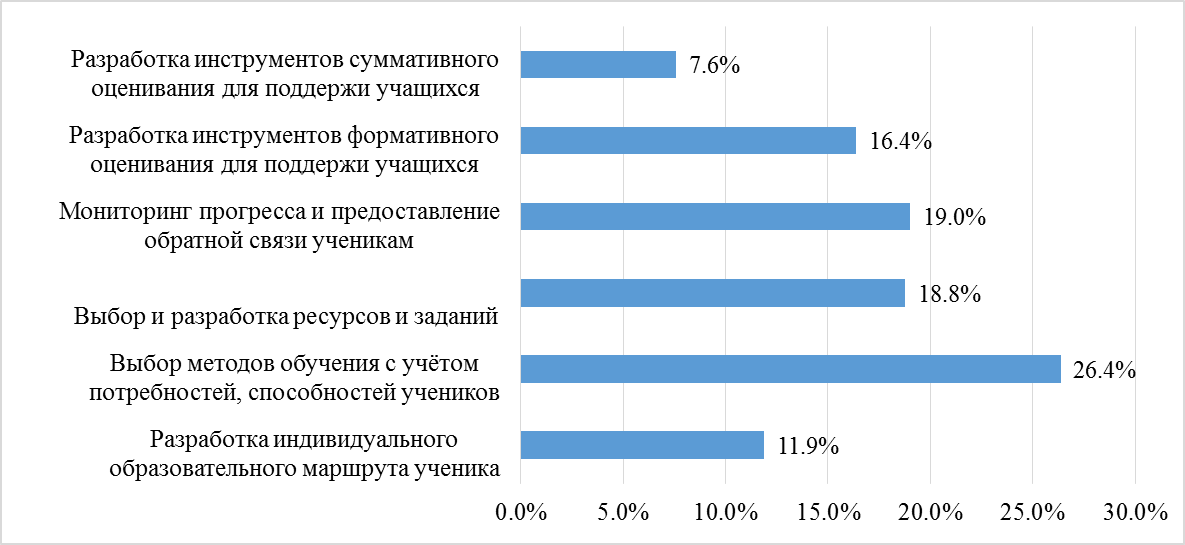 Разработка инструментов суммативного
оценивания для поддержи учащихся
7.6%
Разработка инструментов формативного
оценивания для поддержи учащихся
16.4%
Мониторинг прогресса и предоставление
обратной связи ученикам
19.0%
Выбор и разработка ресурсов и заданий
18.8%
Выбор методов обучения с учётом
потребностей, способностей учеников
26.4%
Разработка индивидуального
образовательного маршрута ученика
11.9%
0.0% 5.0% 10.0% 15.0% 20.0% 25.0% 30.0%